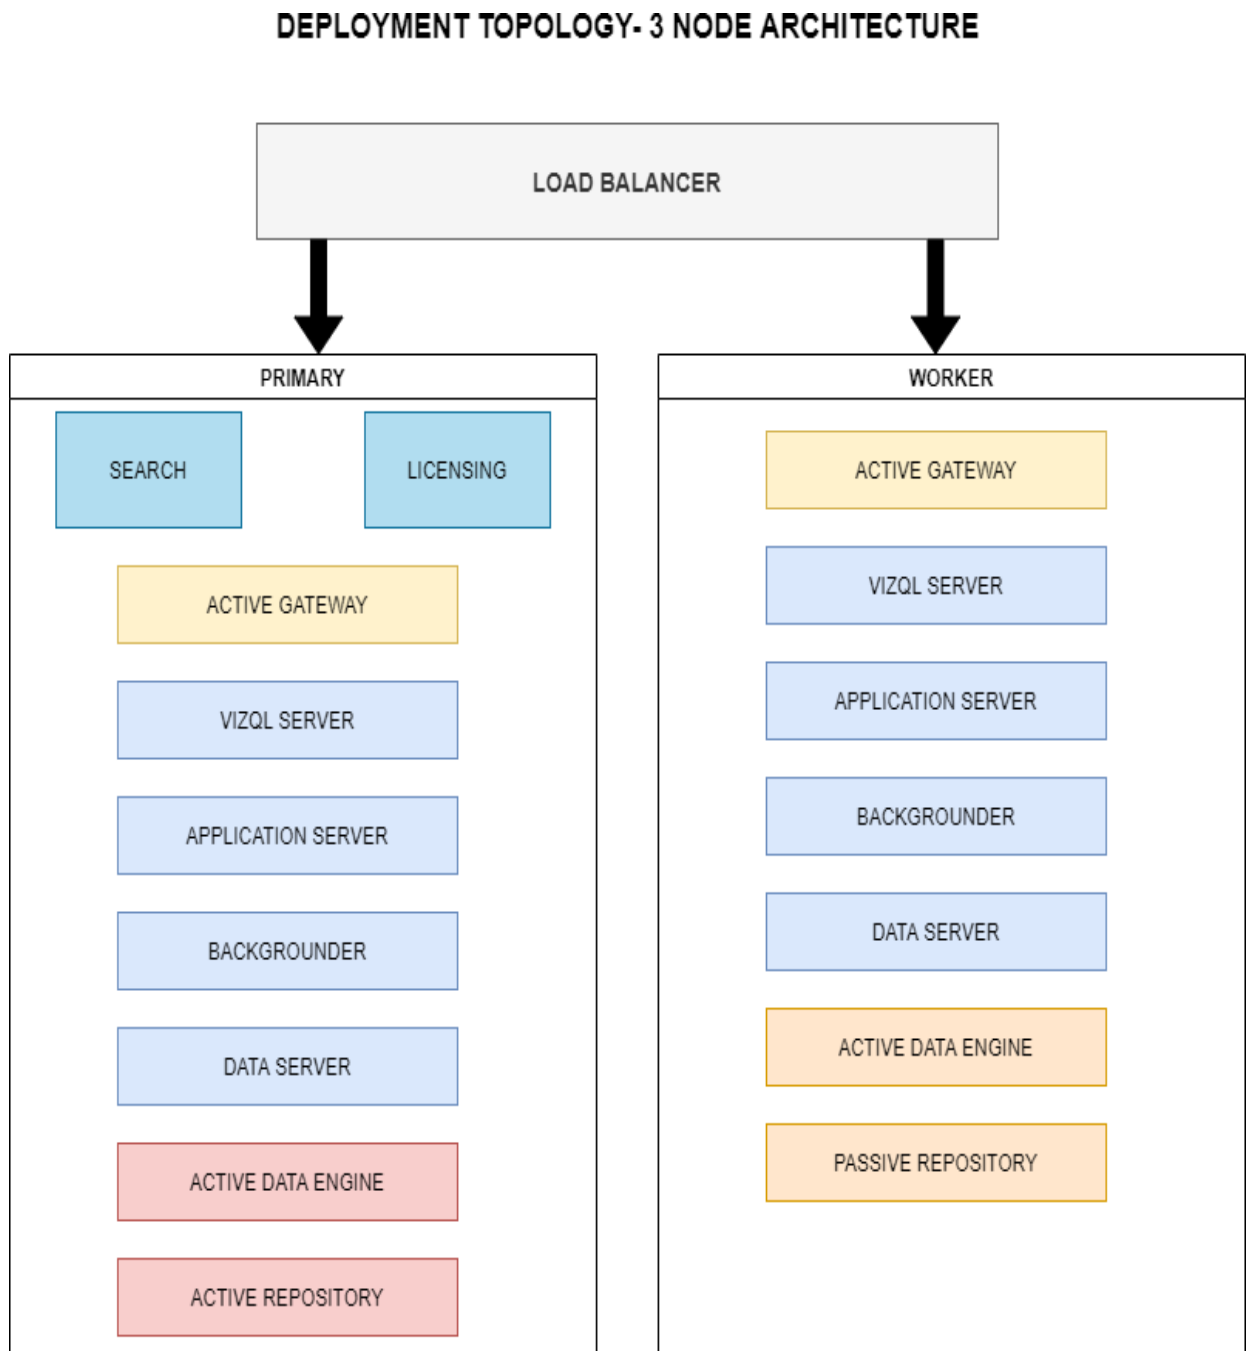 DEPLOYMENT TOPOLOGY- 3 NODE ARCHITECTURE
LOAD BALANCER
PRIMARY
SEARCH
LICENSING
ACTIVE GATEWAY
VIZQL SERVER
APPLICATION SERVER
BACKGROUNDER
DATA SERVER
ACTIVE DATA ENGINE
ACTIVE REPOSITORY
WORKER
ACTIVE GATEWAY
VIZQL SERVER
APPLICATION SERVER
BACKGROUNDER
DATA SERVER
ACTIVE DATA ENGINE
PASSIVE REPOSITORY